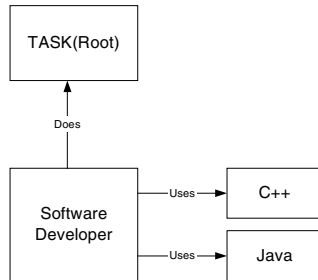 TASK(Root)
Does
Software
Developer
Uses
C++
Uses
Java